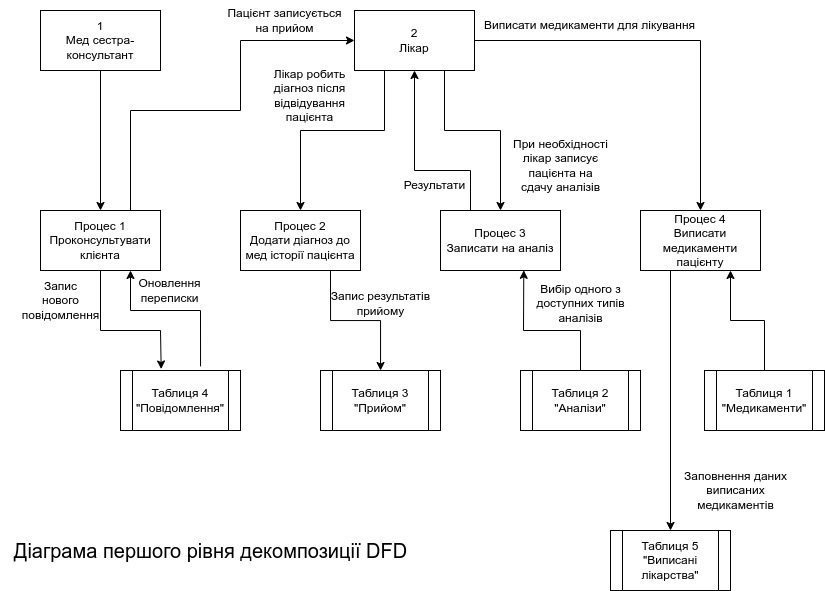 1
Мед сестра-
консультант
Пацієнт записується
на прийом
2
Лікар
Виписати медикаменти для лікування
Лікар робить
діагноз після
відвідування
пацієнта
При необхідності
лікар записує
пацієнта на
сдачу аналізів
Результати
Процес 1
Проконсультувати
клієнта
Процес 2
Додати діагноз до
мед історії пацієнта
Процес 3
Записати на аналіз
Процес 4
Виписати
медикаменти
пацієнту
Запис
нового
повідомлення
Оновлення
переписки
Запис результатів
прийому
Вибір одного з
доступних типів
аналізів
Таблиця 4
"Повідомлення"
Таблиця 3
"Прийом"
Таблиця 2
"Анализи"
Таблиця 1
"Медикаменти"
Заповнення даних
виписаних
медикаментів
Таблиця 5
"Виписані
лікарства"
Діаграма першого рівня декомпозиції DFD